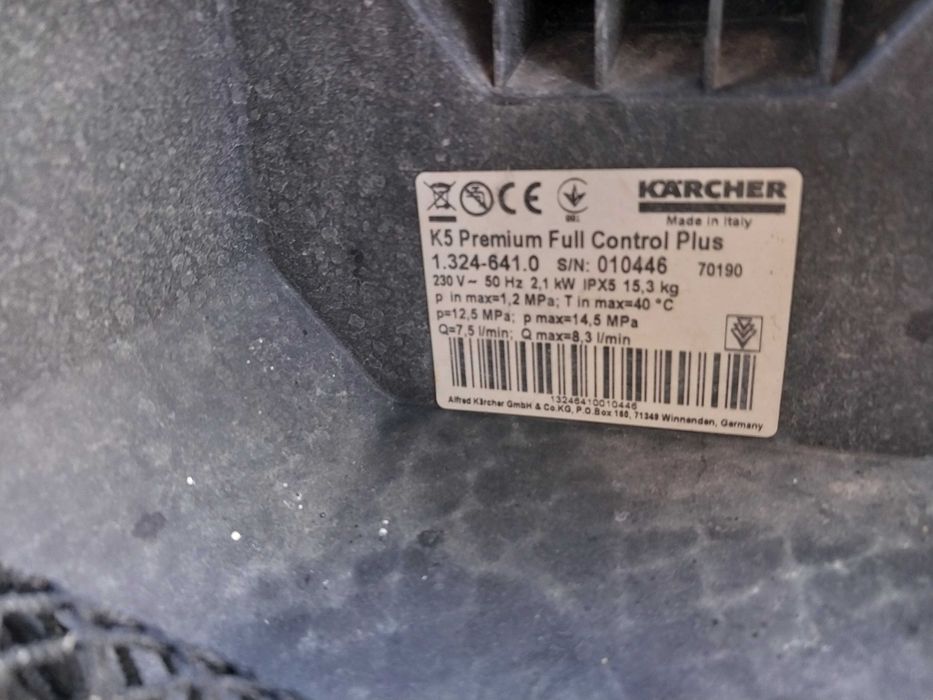 KÄRCHER
Made in Italy
K5 Premium Full Control Plus
1.324-641.0 S/N: 010446 70190
230 V~ 50 Hz 2,1 kW IPX5 15,3 kg
p in max=1,2 MPa; T in max=40 °C
p=12,5 MPa; p max=14,5 MPa
Q=7,5 l/min; Q max=8,3 l/min
13246410010446
Alfred Kärcher GmbH & Co.KG, P.O.Box 160, 71349 Winnenden, Germany